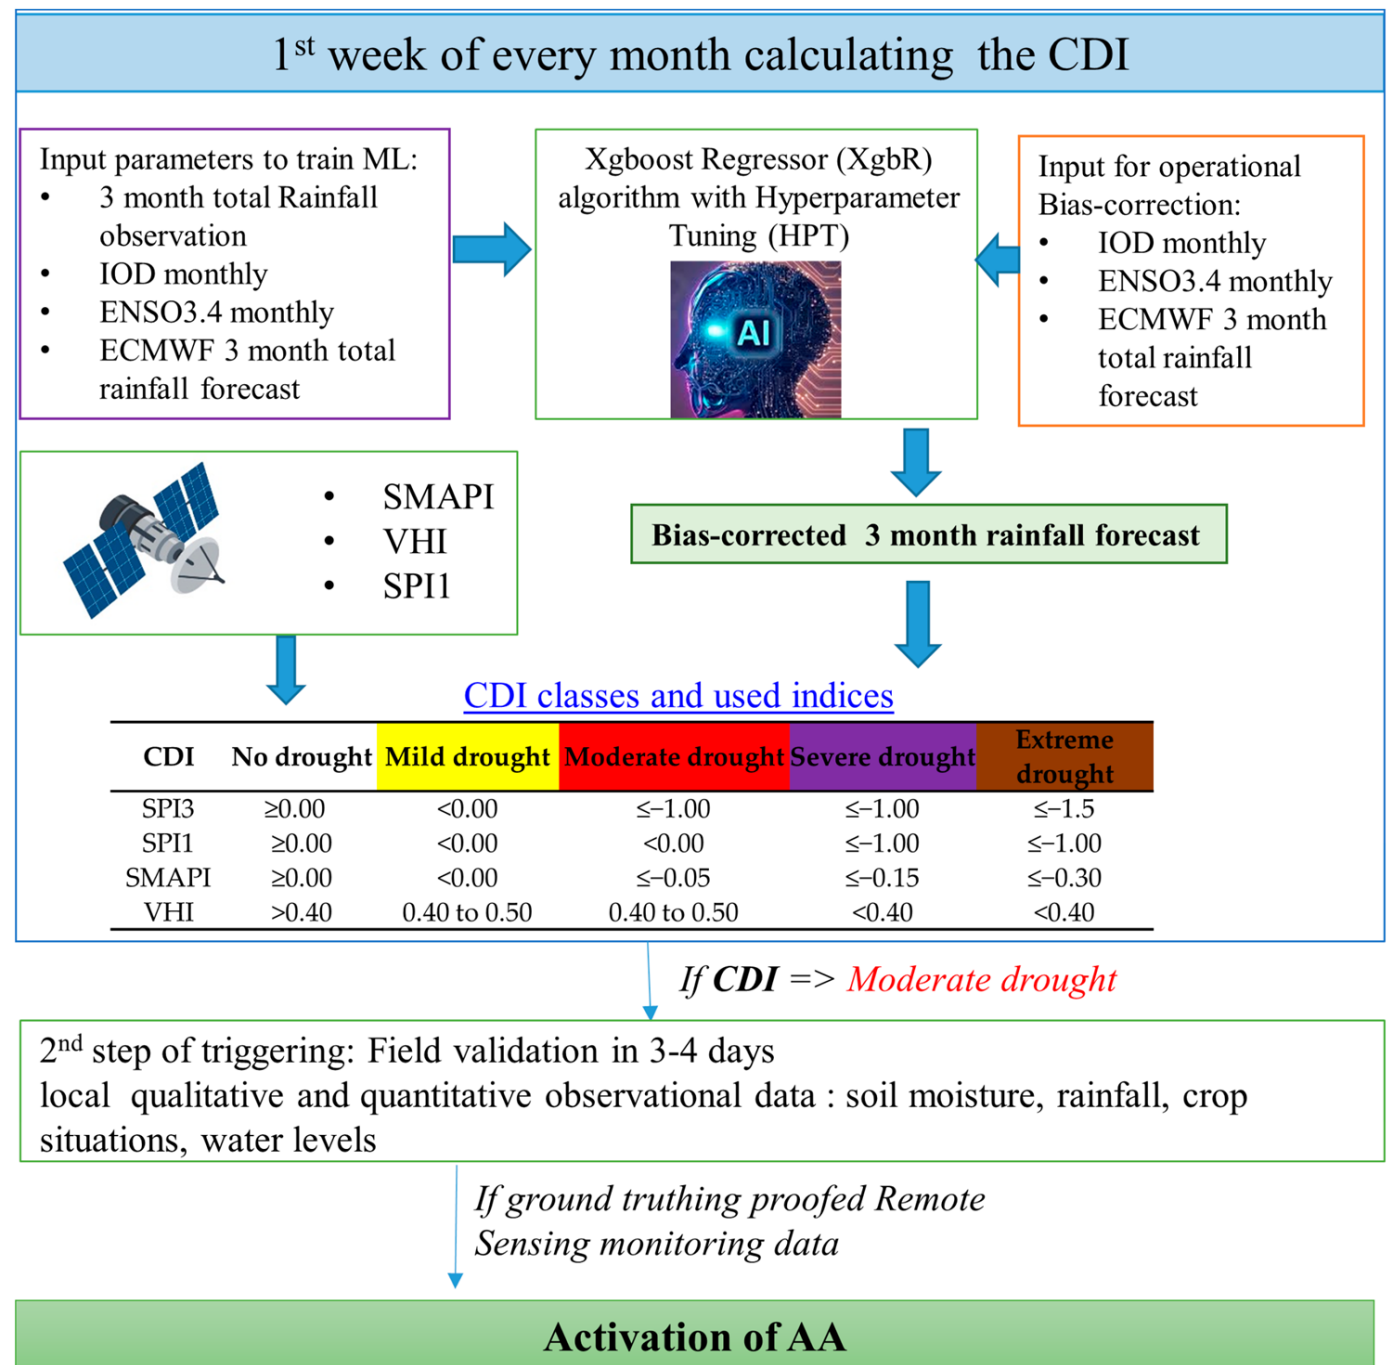 1st week of every month calculating the CDI
Input parameters to train ML:
• 3 month total Rainfall
observation
• IOD monthly
• ENSO3.4 monthly
• ECMWF 3 month total
rainfall forecast
Xgboost Regressor (XgbR)
algorithm with Hyperparameter
Tuning (HPT)
AI
Input for operational
Bias-correction:
• IOD monthly
• ENSO3.4 monthly
• ECMWF 3 month
total rainfall
forecast
• SMAPI
• VHI
• SPI1
Bias-corrected 3 month rainfall forecast
CDI classes and used indices
CDI No drought Mild drought Moderate drought Severe drought Extreme
drought
SPI3 ≥0.00 <0.00 ≤−1.00 ≤−1.00 ≤−1.5
SPI1 ≥0.00 <0.00 <0.00 ≤−1.00 ≤−1.00
SMAPI ≥0.00 <0.00 ≤−0.05 ≤−0.15 ≤−0.30
VHI >0.40 0.40 to 0.50 0.40 to 0.50 <0.40 <0.40
If CDI => Moderate drought
2nd step of triggering: Field validation in 3-4 days
local qualitative and quantitative observational data : soil moisture, rainfall, crop
situations, water levels
If ground truthing proofed Remote
Sensing monitoring data
Activation of AA